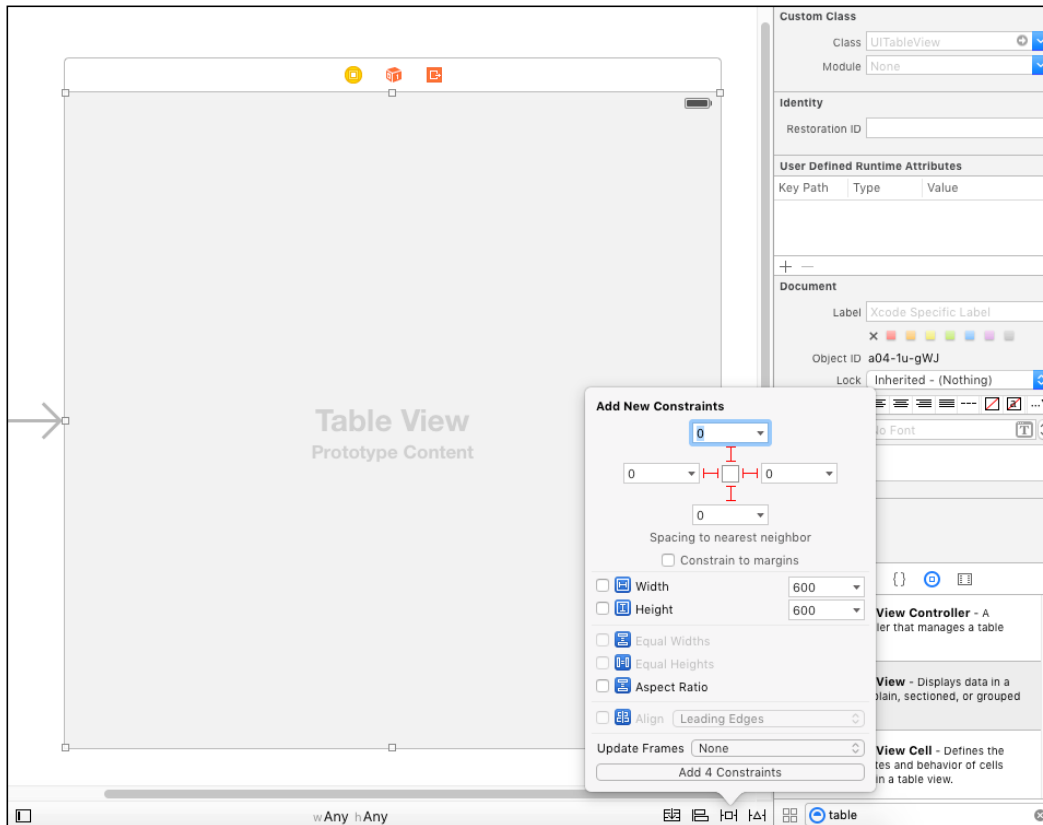 Custom Class
Class UITableView
Module None
Identity
Restoration ID
User Defined Runtime Attributes
Key Path Type Value
Document
Label Xcode Specific Label
Object ID a04-1u-gWJ
Lock Inherited - (Nothing)
No Font
Table View
Prototype Content
Add New Constraints
0
0 0
0
Spacing to nearest neighbor
Constrain to margins
Width 600
Height 600
Equal Widths
Equal Heights
Aspect Ratio
Align Leading Edges
Update Frames None
Add 4 Constraints
View Controller - A
ler that manages a table
View - Displays data in a
plain, sectioned, or grouped
View Cell - Defines the
tes and behavior of cells
in a table view.
wAny hAny
table